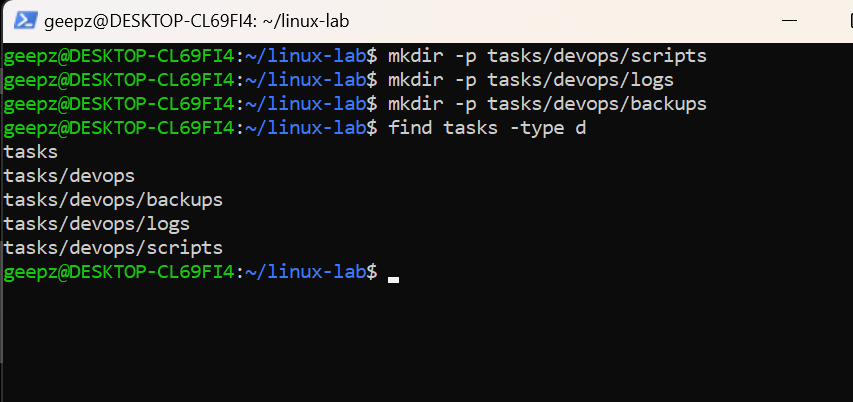 geepz@DESKTOP-CL69FI4: ~/linux-lab
geepz@DESKTOP-CL69FI4:~/linux-lab$ mkdir -p tasks/devops/scripts
geepz@DESKTOP-CL69FI4:~/linux-lab$ mkdir -p tasks/devops/logs
geepz@DESKTOP-CL69FI4:~/linux-lab$ mkdir -p tasks/devops/backups
geepz@DESKTOP-CL69FI4:~/linux-lab$ find tasks -type d
tasks
tasks/devops
tasks/devops/backups
tasks/devops/logs
tasks/devops/scripts
geepz@DESKTOP-CL69FI4:~/linux-lab$